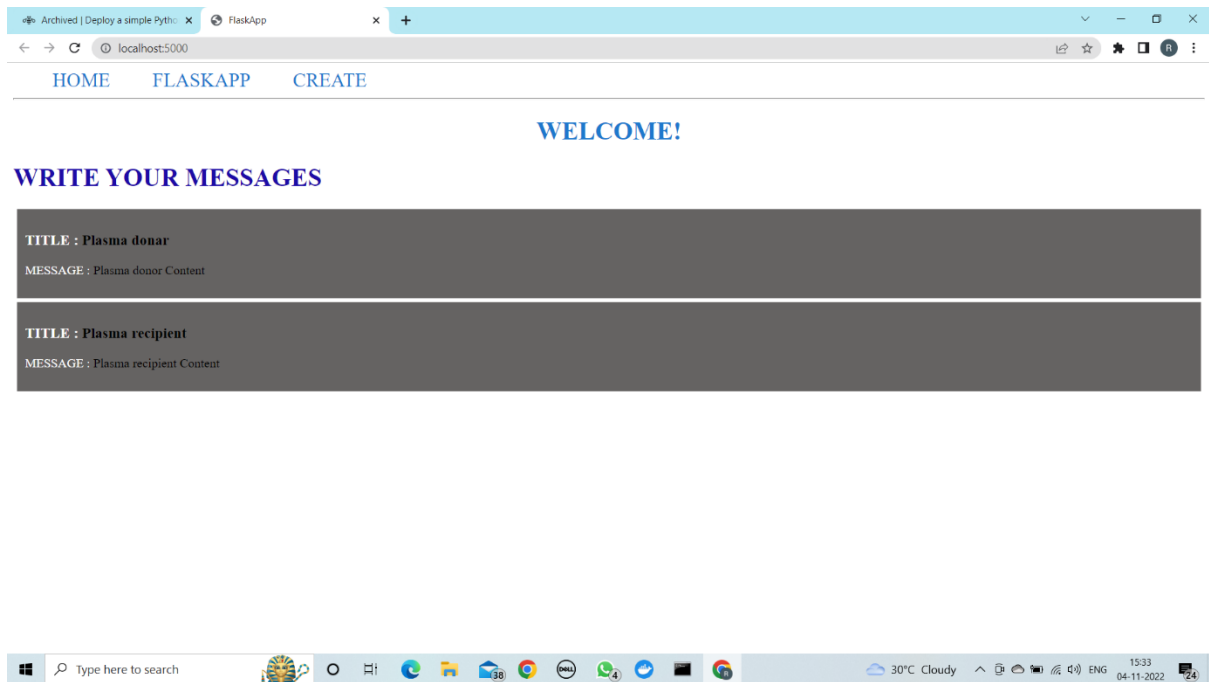 Archived | Deploy a simple Pytho
FlaskApp
localhost:5000
R
HOME FLASKAPP CREATE
WELCOME!
WRITE YOUR MESSAGES
TITLE : Plasma donar
MESSAGE : Plasma donor Content
TITLE : Plasma recipient
MESSAGE : Plasma recipient Content
Type here to search
38
DELL
4
R
30°C Cloudy
ENG
15:33
04-11-2022
24